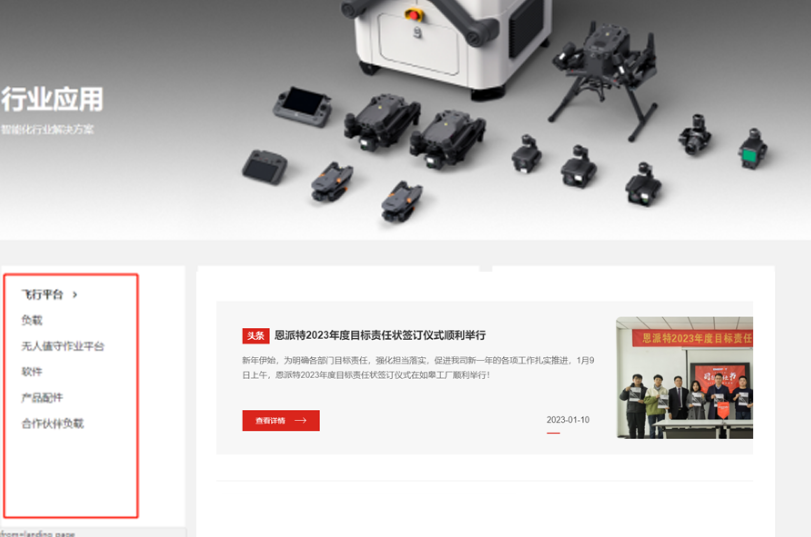 行业应用
智能化行业解决方案
飞行平台 >
负载
无人值守作业平台
软件
产品配件
合作伙伴负载
头条 恩派特2023年度目标责任状签订仪式顺利举行
新年伊始，为明确各部门目标责任，强化担当落实，促进我司新一年的各项工作扎实推进，1月9
日上午，恩派特2023年度目标责任状签订仪式在如皋工厂顺利举行！
查看详情 →
2023-01-10
恩派特2023年度目标责任
from=landing_page